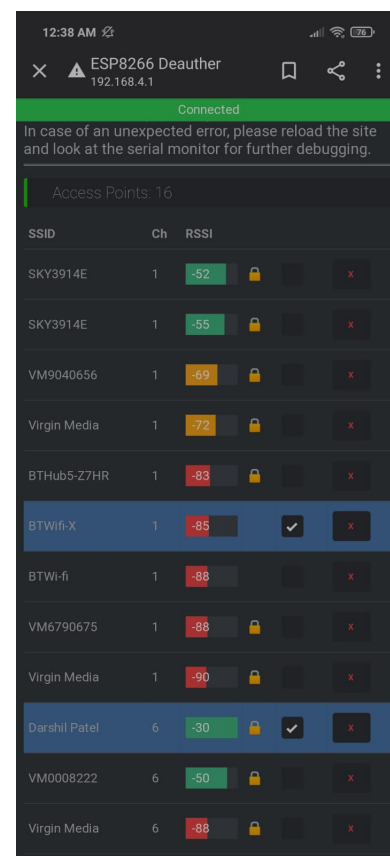 12:38 AM
76
ESP8266 Deauther
192.168.4.1
Connected
In case of an unexpected error, please reload the site
and look at the serial monitor for further debugging.
Access Points: 16
SSID Ch RSSI
SKY3914E 1 -52 x
SKY3914E 1 -55 x
VM9040656 1 -69 x
Virgin Media 1 -72 x
BTHub5-Z7HR 1 -83 x
BTWifi-X 1 -85 x
BTWi-fi 1 -88 x
VM6790675 1 -88 x
Virgin Media 1 -90 x
Darshil Patel 6 -30 x
VM0008222 6 -50 x
Virgin Media 6 -88 x